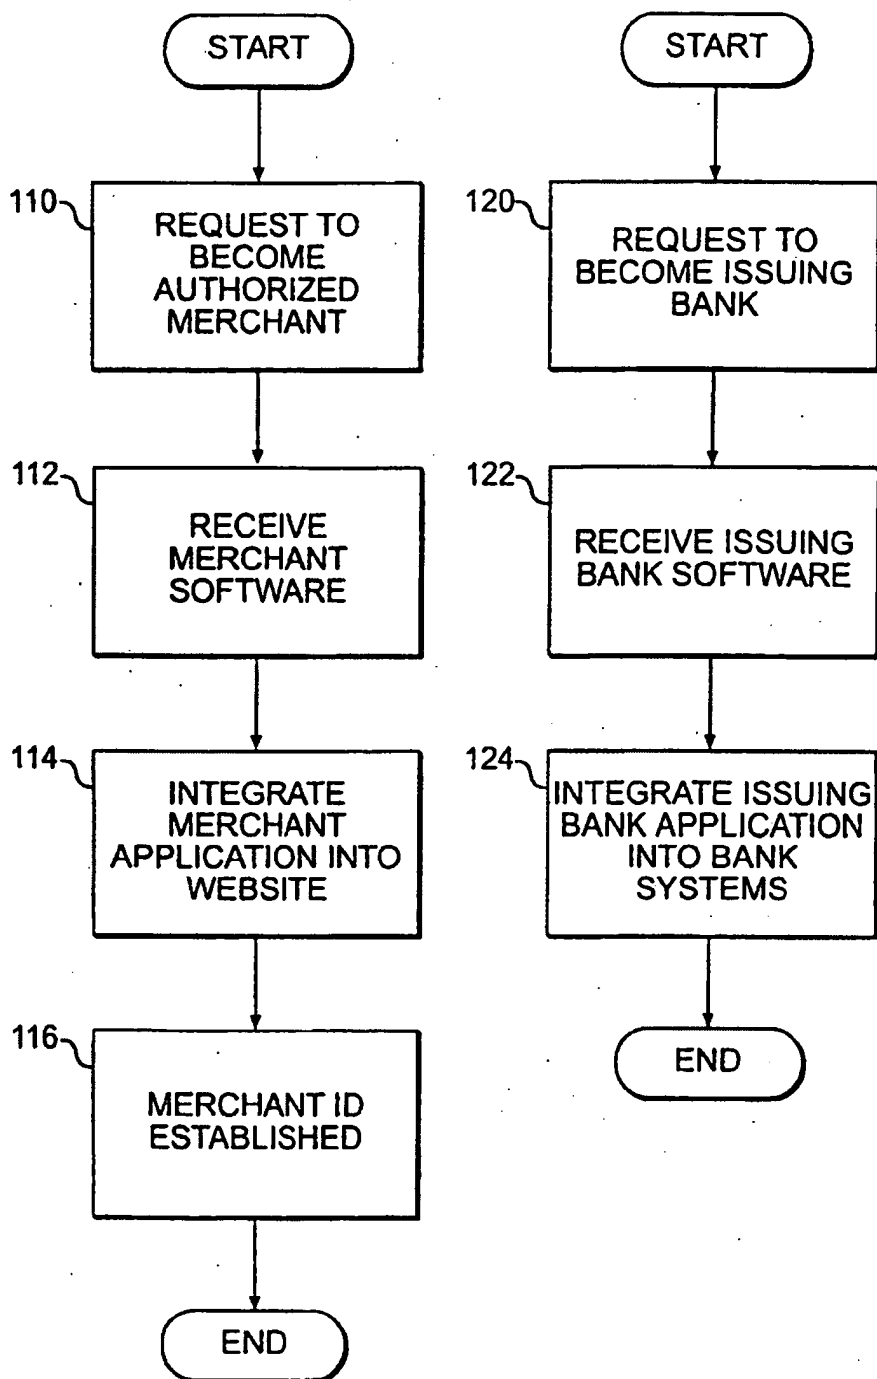 START
110
REQUEST TO
BECOME
AUTHORIZED
MERCHANT
112
RECEIVE
MERCHANT
SOFTWARE
114
INTEGRATE
MERCHANT
APPLICATION INTO
WEBSITE
116
MERCHANT ID
ESTABLISHED
END
START
120
REQUEST TO
BECOME ISSUING
BANK
122
RECEIVE ISSUING
BANK SOFTWARE
124
INTEGRATE ISSUING
BANK APPLICATION
INTO BANK
SYSTEMS
END